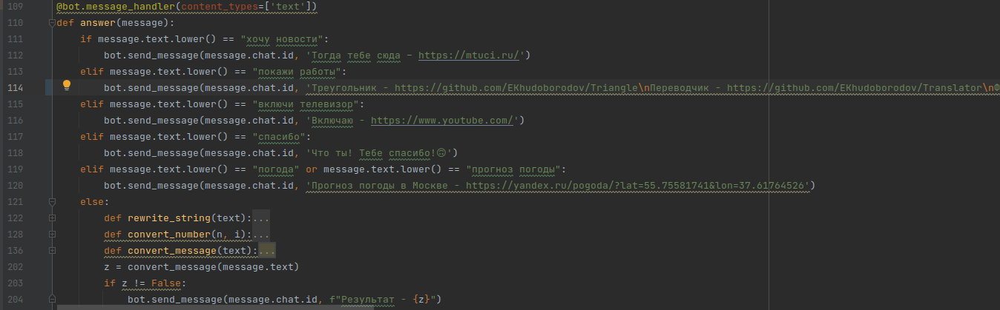 109 @bot.message_handler(content_types=['text'])
110 def answer(message):
111 if message.text.lower() == "хочу новости":
112 bot.send_message(message.chat.id, 'Тогда тебе сюда - https://mtuci.ru/')
113 elif message.text.lower() == "покажи работы":
114 bot.send_message(message.chat.id, 'Треугольник - https://github.com/EKhudoborodov/Triangle\nПереводчик - https://github.com/EKhudoborodov/Translator\nФ
115 elif message.text.lower() == "включи телевизор":
116 bot.send_message(message.chat.id, 'Включаю - https://www.youtube.com/')
117 elif message.text.lower() == "спасибо":
118 bot.send_message(message.chat.id, 'Что ты! Тебе спасибо!🙃')
119 elif message.text.lower() == "погода" or message.text.lower() == "прогноз погоды":
120 bot.send_message(message.chat.id, 'Прогноз погоды в Москве - https://yandex.ru/pogoda/?lat=55.75581741&lon=37.61764526')
121 else:
122 def rewrite_string(text):...
128 def convert_number(n, i):...
136 def convert_message(text):...
202 z = convert_message(message.text)
203 if z != False:
204 bot.send_message(message.chat.id, f"Результат - {z}")